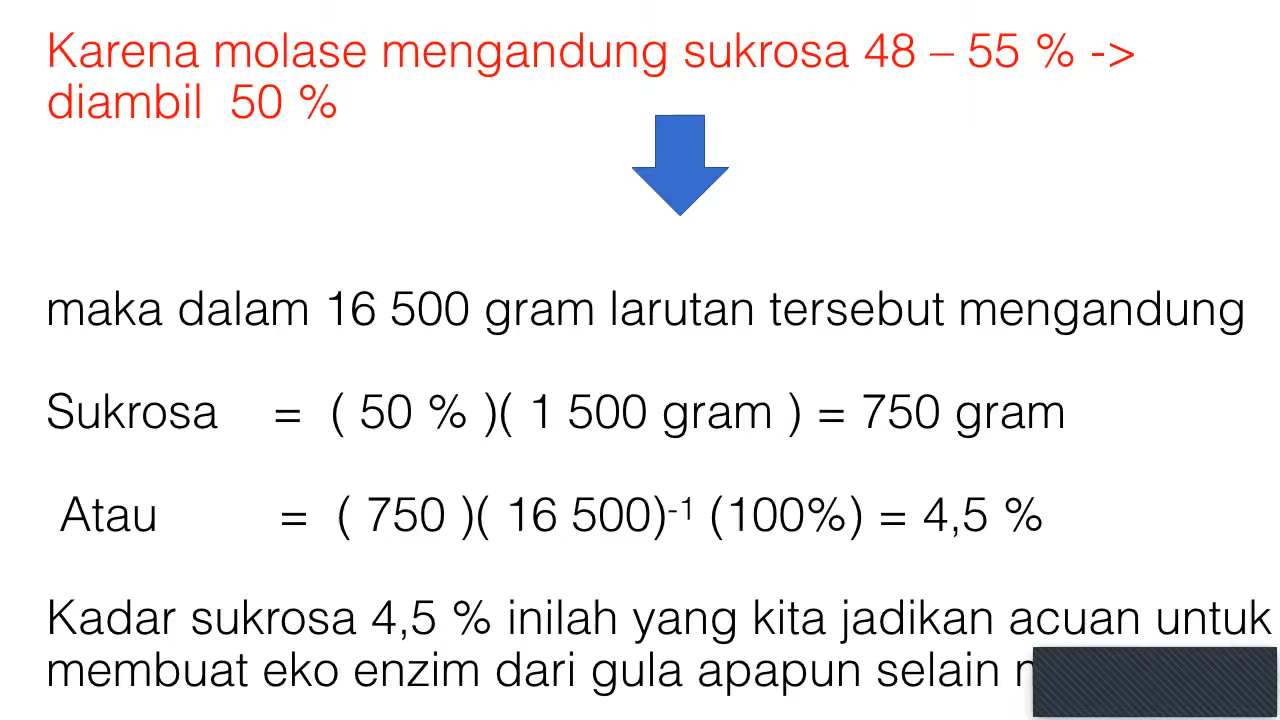 Karena molase mengandung sukrosa 48 – 55 % ->
diambil 50 %
maka dalam 16 500 gram larutan tersebut mengandung
Sukrosa = ( 50 % )( 1 500 gram ) = 750 gram
Atau = ( 750 )( 16 500)⁻¹ (100%) = 4,5 %
Kadar sukrosa 4,5 % inilah yang kita jadikan acuan untuk
membuat eko enzim dari gula apapun selain